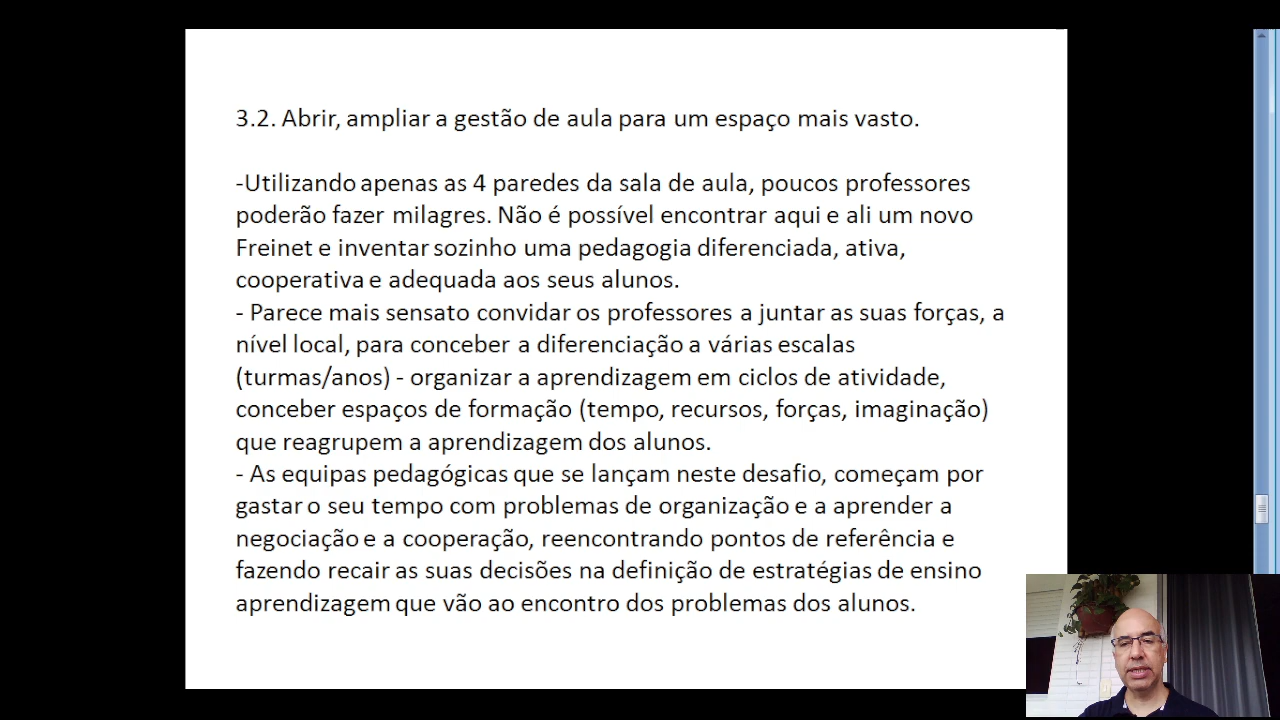 3.2. Abrir, ampliar a gestão de aula para um espaço mais vasto.
-Utilizando apenas as 4 paredes da sala de aula, poucos professores
poderão fazer milagres. Não é possível encontrar aqui e ali um novo
Freinet e inventar sozinho uma pedagogia diferenciada, ativa,
cooperativa e adequada aos seus alunos.
- Parece mais sensato convidar os professores a juntar as suas forças, a
nível local, para conceber a diferenciação a várias escalas
(turmas/anos) - organizar a aprendizagem em ciclos de atividade,
conceber espaços de formação (tempo, recursos, forças, imaginação)
que reagrupem a aprendizagem dos alunos.
- As equipas pedagógicas que se lançam neste desafio, começam por
gastar o seu tempo com problemas de organização e a aprender a
negociação e a cooperação, reencontrando pontos de referência e
fazendo recair as suas decisões na definição de estratégias de ensino
aprendizagem que vão ao encontro dos problemas dos alunos.